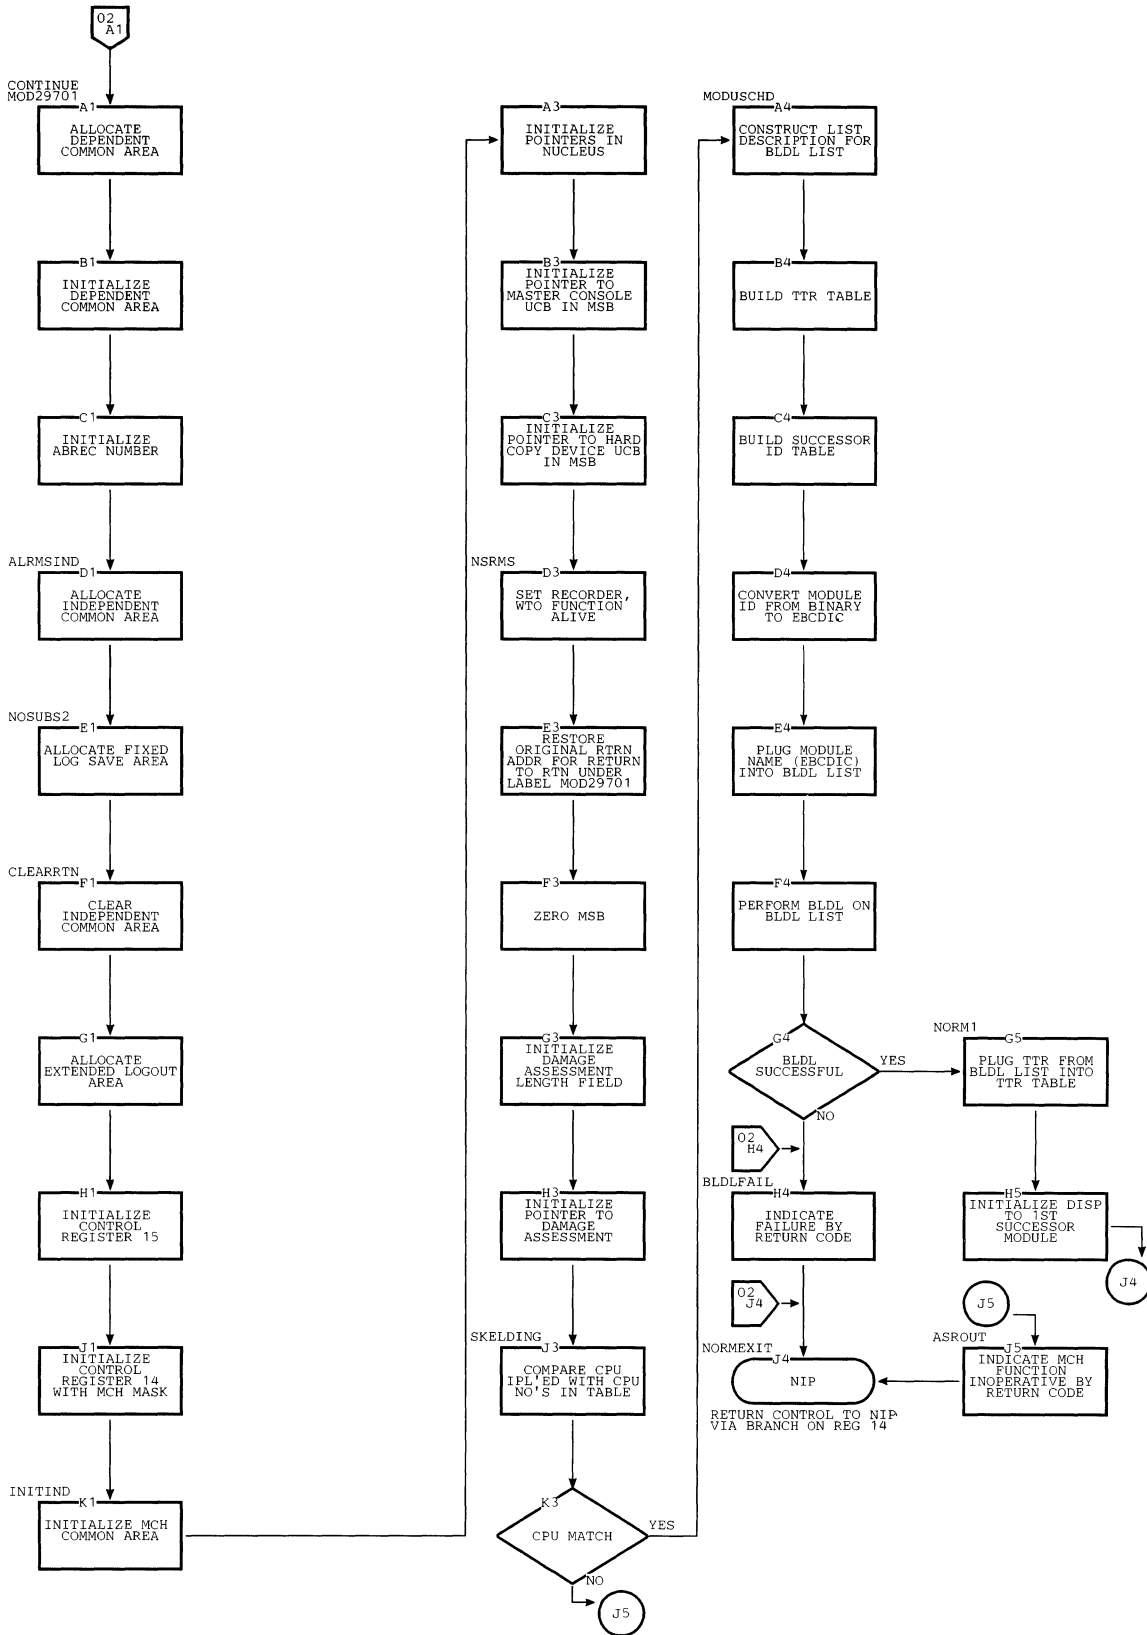 02
A1
CONTINUE
MOD29701
A1
ALLOCATE
DEPENDENT
COMMON AREA
B1
INITIALIZE
DEPENDENT
COMMON AREA
C1
INITIALIZE
ABREC NUMBER
ALRMSIND
D1
ALLOCATE
INDEPENDENT
COMMON AREA
NOSUBS2
E1
ALLOCATE FIXED
LOG SAVE AREA
CLEARRTN
F1
CLEAR
INDEPENDENT
COMMON AREA
G1
ALLOCATE
EXTENDED LOGOUT
AREA
H1
INITIALIZE
CONTROL
REGISTER 15
J1
INITIALIZE
CONTROL
REGISTER 14
WITH MCH MASK
INITIND
K1
INITIALIZE MCH
COMMON AREA
A3
INITIALIZE
POINTERS IN
NUCLEUS
B3
INITIALIZE
POINTER TO
MASTER CONSOLE
UCB IN MSB
C3
INITIALIZE
POINTER TO HARD
COPY DEVICE UCB
IN MSB
NSRMS
D3
SET RECORDER,
WTO FUNCTION,
ALIVE
E3
RESTORE
ORIGINAL RTRN
ADDR FOR RETURN
TO RTN UNDER
LABEL MOD29701
F3
ZERO MSB
G3
INITIALIZE
DAMAGE
ASSESSMENT
LENGTH FIELD
H3
INITIALIZE
POINTER TO
DAMAGE
ASSESSMENT
SKELDING
J3
COMPARE CPU
IPL'ED WITH CPU
NO'S IN TABLE
K3
CPU MATCH
YES
NO
J5
MODUSCHD
A4
CONSTRUCT LIST
DESCRIPTION FOR
BLDL LIST
B4
BUILD TTR TABLE
C4
BUILD SUCCESSOR
ID TABLE
D4
CONVERT MODULE
ID FROM BINARY
TO EBCDIC
E4
PLUG MODULE
NAME (EBCDIC)
INTO BLDL LIST
F4
PERFORM BLDL ON
BLDL LIST
G4
BLDL
SUCCESSFUL
YES
NO
02
H4
BLDLFAIL
H4
INDICATE
FAILURE BY
RETURN CODE
02
J4
NORMEXIT
J4
NIP
RETURN CONTROL TO NIP
VIA BRANCH ON REG 14
NORM1
G5
PLUG TTR FROM
BLDL LIST INTO
TTR TABLE
H5
INITIALIZE DISP
TO 1ST
SUCCESSOR
MODULE
J4
J5
ASROUT
J5
INDICATE MCH
FUNCTION
INOPERATIVE BY
RETURN CODE